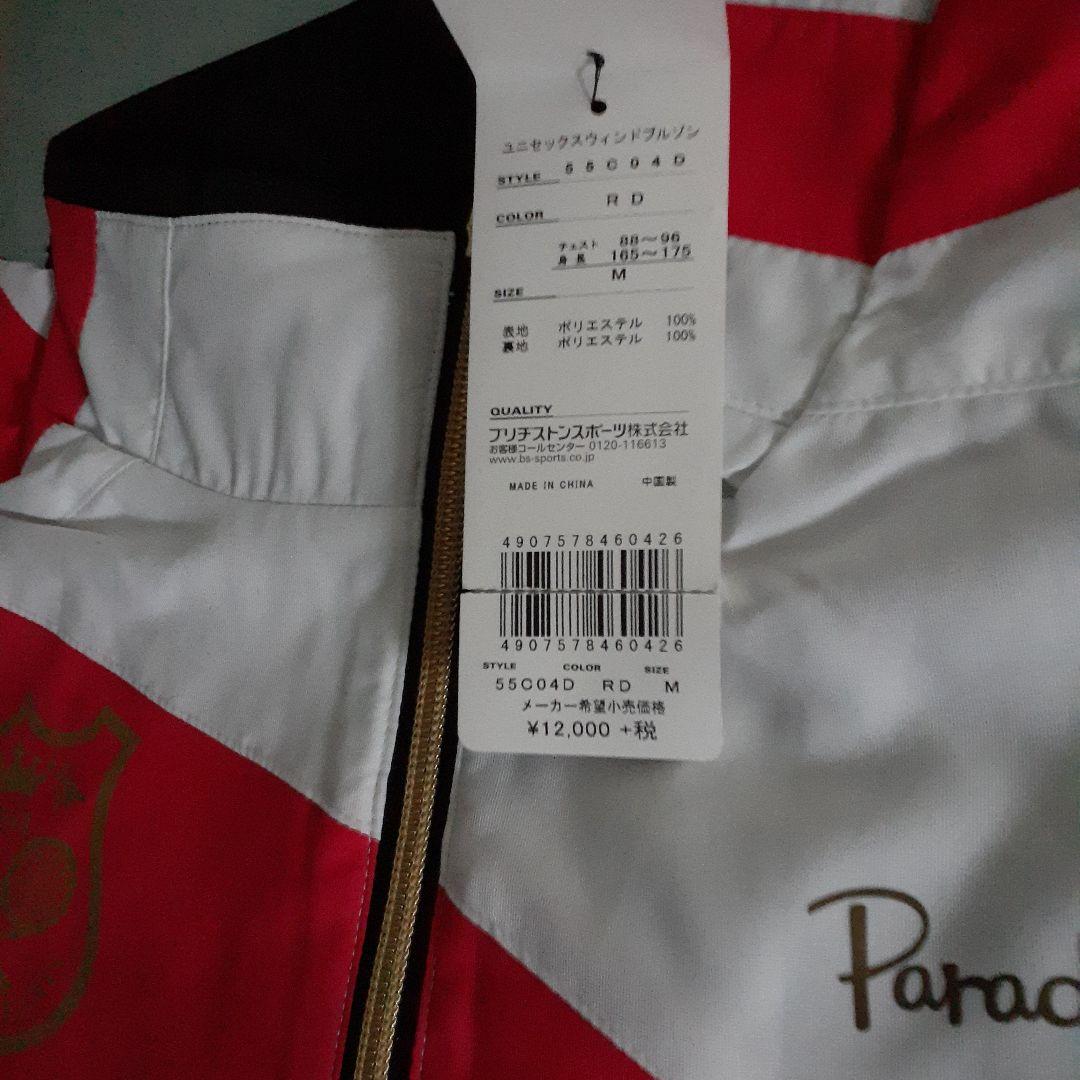 ユニセックスウィンドブルゾン
STYLE 55C04D
COLOR RD
チェスト 88～96
身長 165～175
SIZE M
表地 ポリエステル 100%
裏地 ポリエステル 100%
QUALITY
ブリヂストンスポーツ株式会社
お客様コールセンター 0120-116613
www.bs-sports.co.jp
MADE IN CHINA 中国製
4907578460426
4907578460426
STYLE COLOR SIZE
55C04D RD M
メーカー希望小売価格
¥12,000 +税